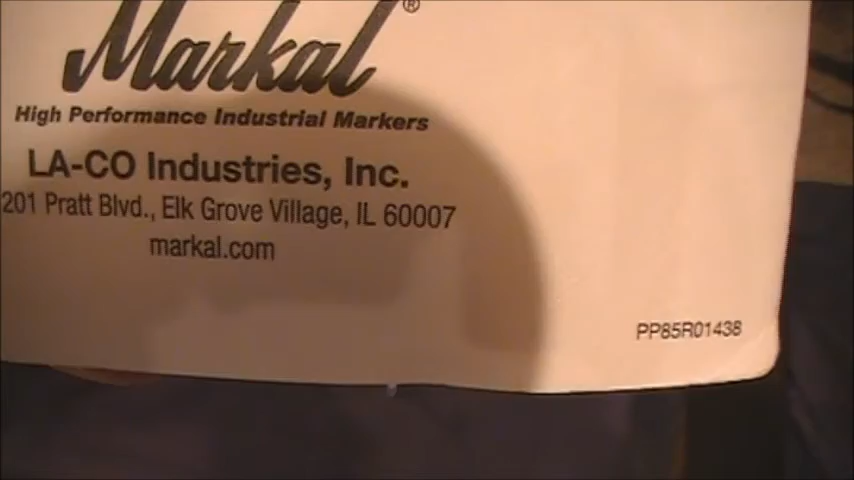 Markal®
High Performance Industrial Markers
LA-CO Industries, Inc.
201 Pratt Blvd., Elk Grove Village, IL 60007
markal.com
PP85R01438